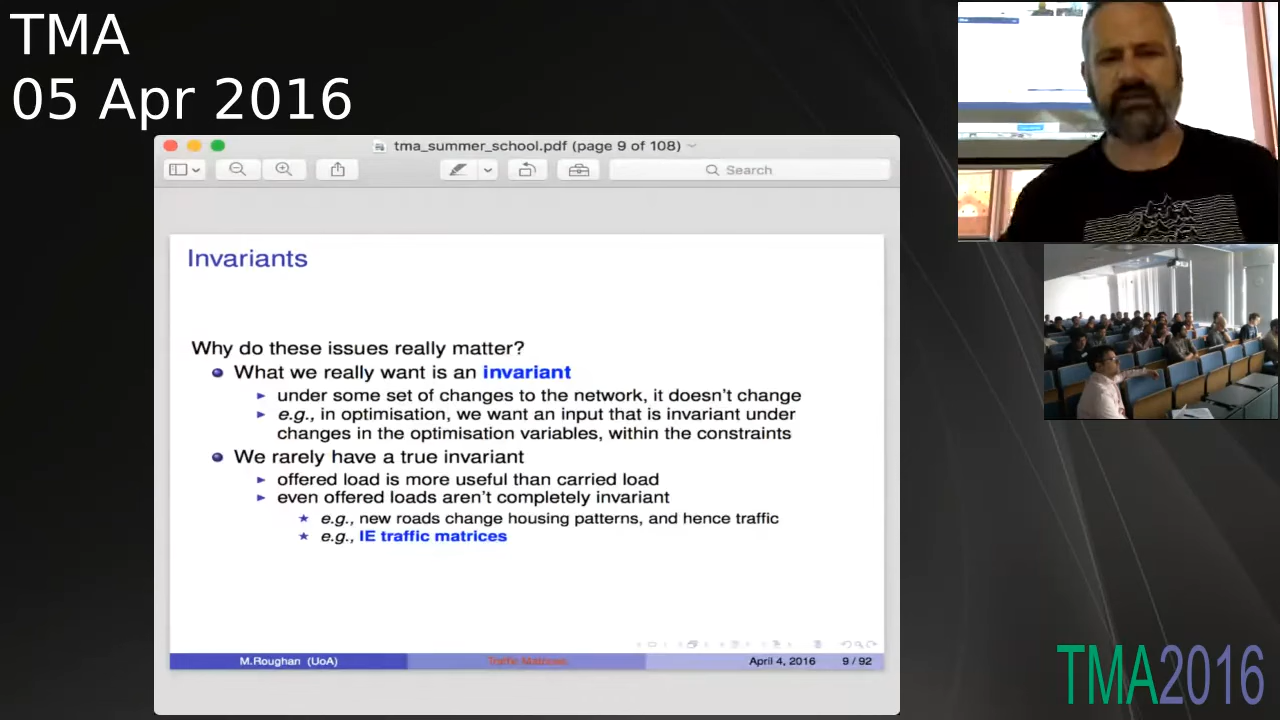 TMA
05 Apr 2016
tma_summer_school.pdf (page 9 of 108)
Search
Invariants
Why do these issues really matter?
What we really want is an invariant
under some set of changes to the network, it doesn't change
e.g., in optimisation, we want an input that is invariant under
changes in the optimisation variables, within the constraints
We rarely have a true invariant
offered load is more useful than carried load
even offered loads aren't completely invariant
e.g., new roads change housing patterns, and hence traffic
e.g., IE traffic matrices
M.Roughan (UoA)
Traffic Matrices
April 4, 2016
9 / 92
TMA2016